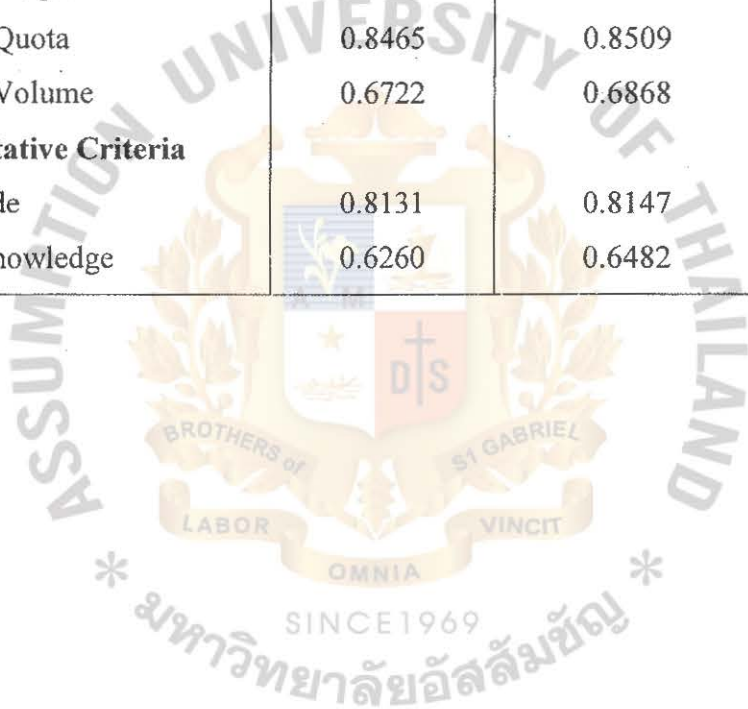 Quota 0.8465 0.8509
Volume 0.6722 0.6868
tative Criteria
le 0.8131 0.8147
nowledge 0.6260 0.6482
ASSUMPTION UNIVERSITY OF THAILAND
A M
D S
BROTHERS of ST GABRIEL
LABOR VINCIT
OMNIA
* *
SINCE1969
มหาวิทยาลัยอัสสัมชัญ